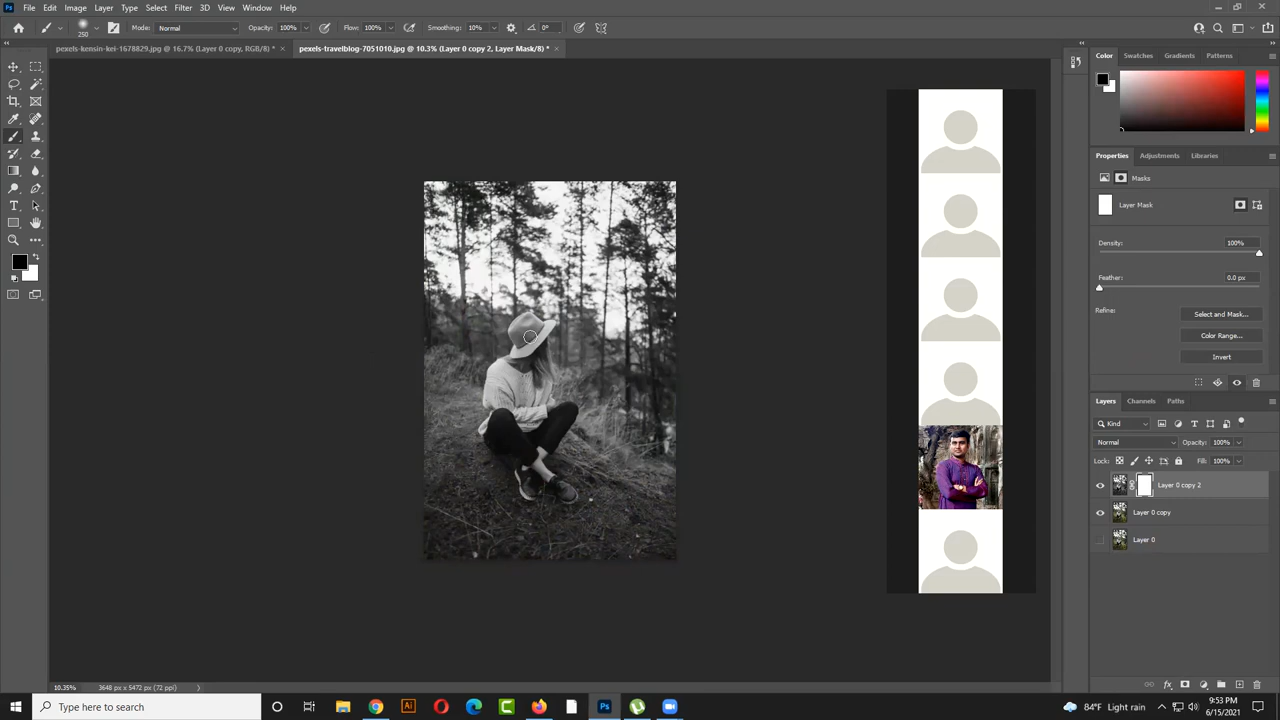 Ps File Edit Image Layer Type Select Filter 3D View Window Help
250 Mode: Normal Opacity: 100% Flow: 100% Smoothing: 10% 0°
pexels-kensin-kei-1678829.jpg @ 16.7% (Layer 0 copy, RGB/8) * × pexels-travelblog-7051010.jpg @ 10.3% (Layer 0 copy 2, Layer Mask/8) * ×
Color Swatches Gradients Patterns
Properties Adjustments Libraries
Masks
Layer Mask
Density: 100%
Feather: 0.0 px
Refine: Select and Mask...
Color Range...
Invert
Layers Channels Paths
Kind
Normal Opacity: 100%
Lock: Fill: 100%
Layer 0 copy 2
Layer 0 copy
Layer 0
10.35% 3648 px x 5472 px (72 ppi)
Type here to search
Ai Ps
84°F Light rain
9:53 PM
6/15/2021